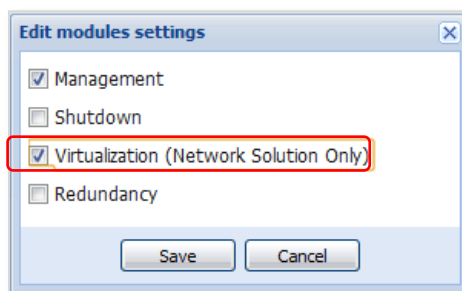 Edit modules settings
Management
Shutdown
Virtualization (Network Solution Only)
Redundancy
Save Cancel